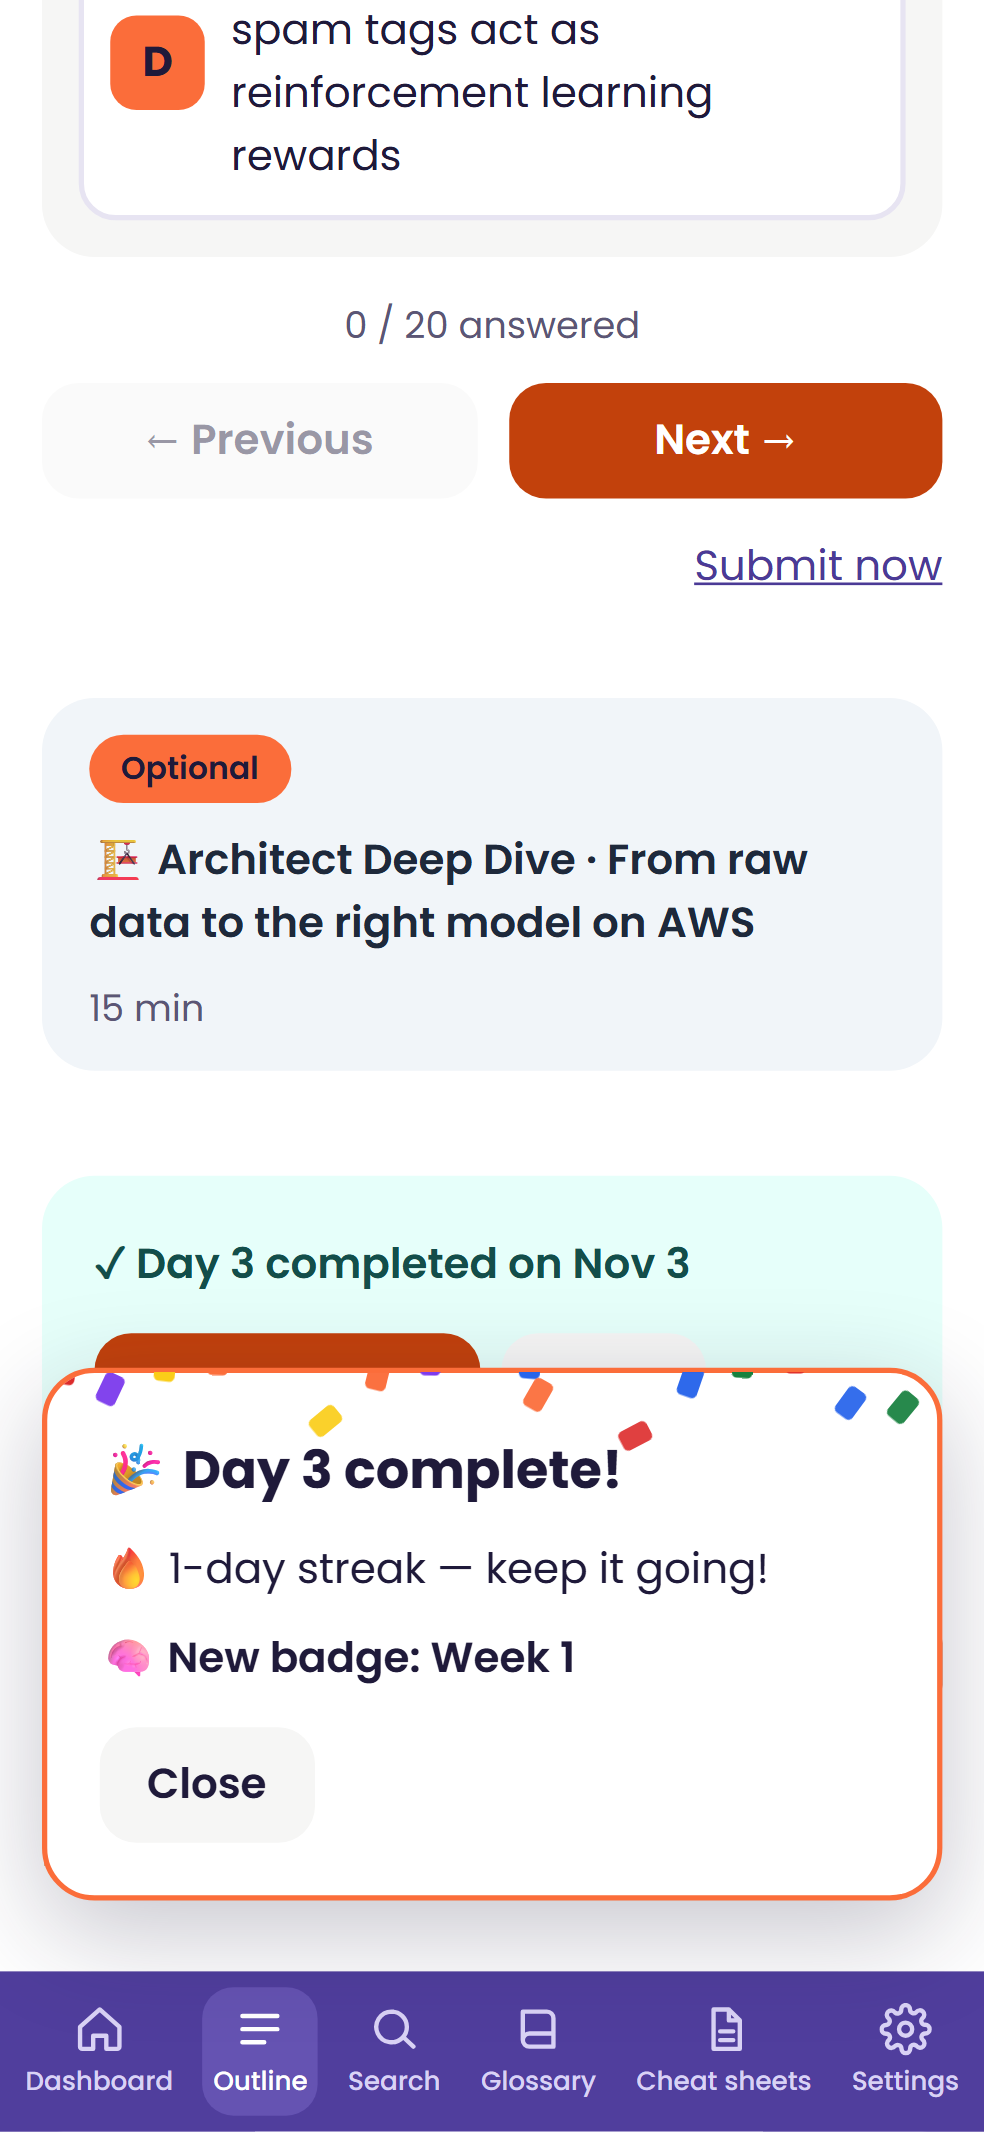 D
spam tags act as
reinforcement learning
rewards
0 / 20 answered
← Previous
Next →
Submit now
Optional
🏗️ Architect Deep Dive · From raw
data to the right model on AWS
15 min
✓ Day 3 completed on Nov 3
🎉 Day 3 complete!
🔥 1-day streak — keep it going!
🧠 New badge: Week 1
Close
Dashboard
Outline
Search
Glossary
Cheat sheets
Settings